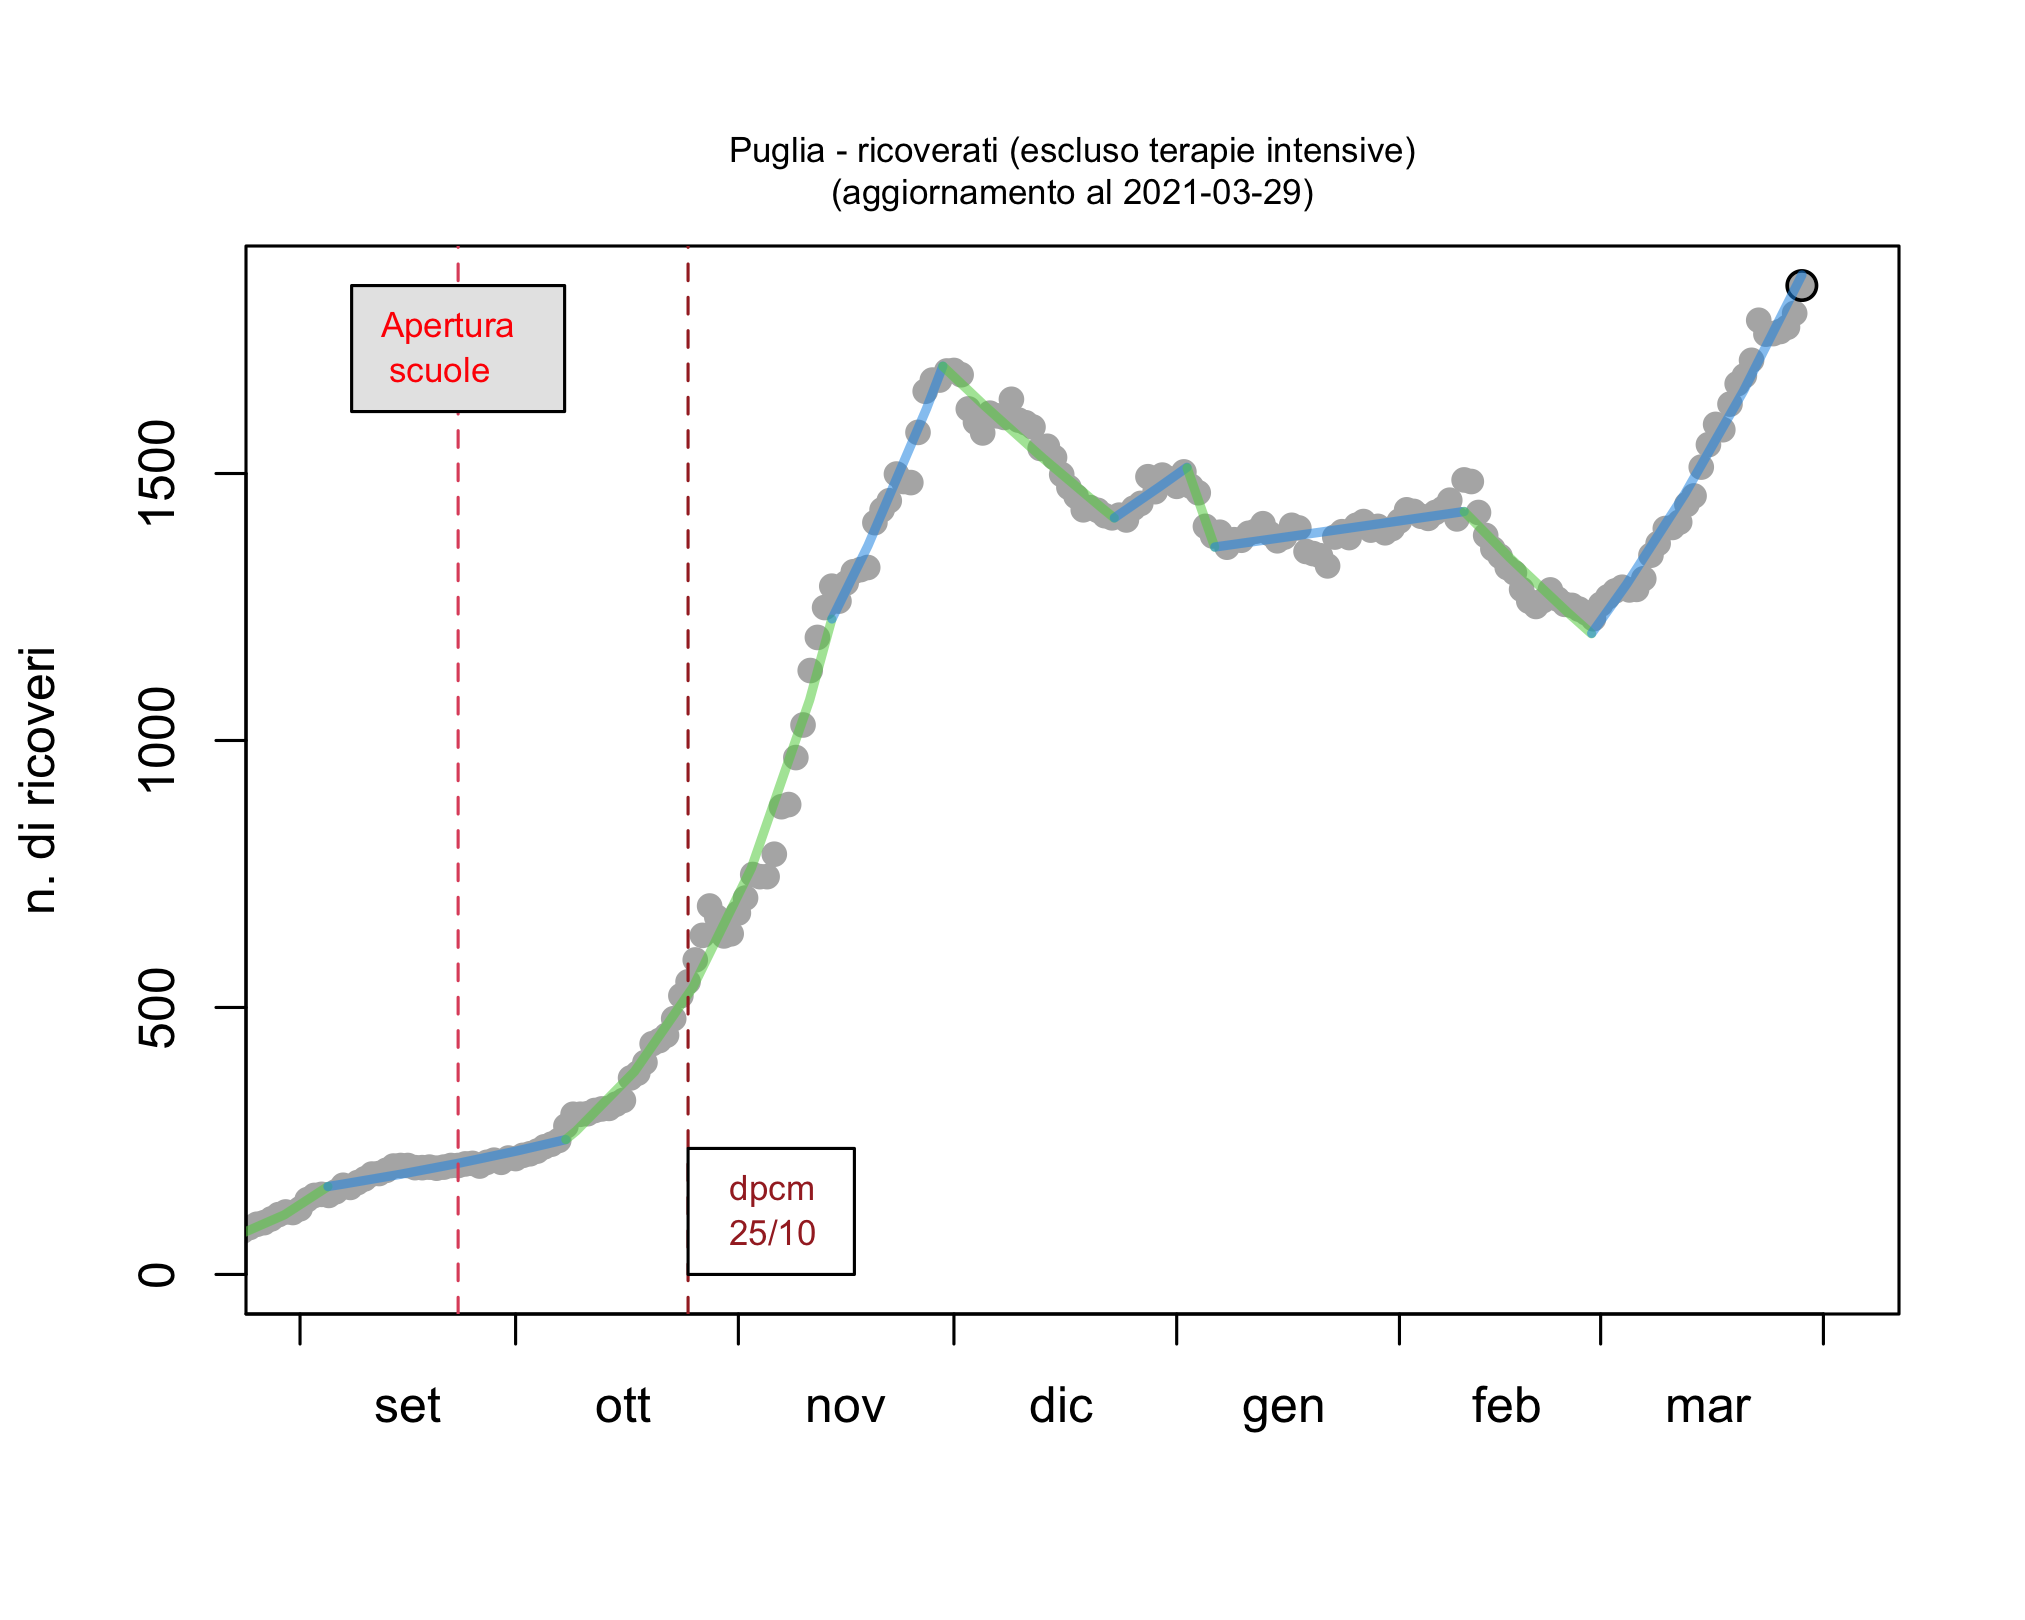 Puglia - ricoverati (escluso terapie intensive)
(aggiornamento al 2021-03-29)
Apertura
scuole
n. di ricoveri
1500
1000
500
0
dpcm
25/10
set ott nov dic gen feb mar